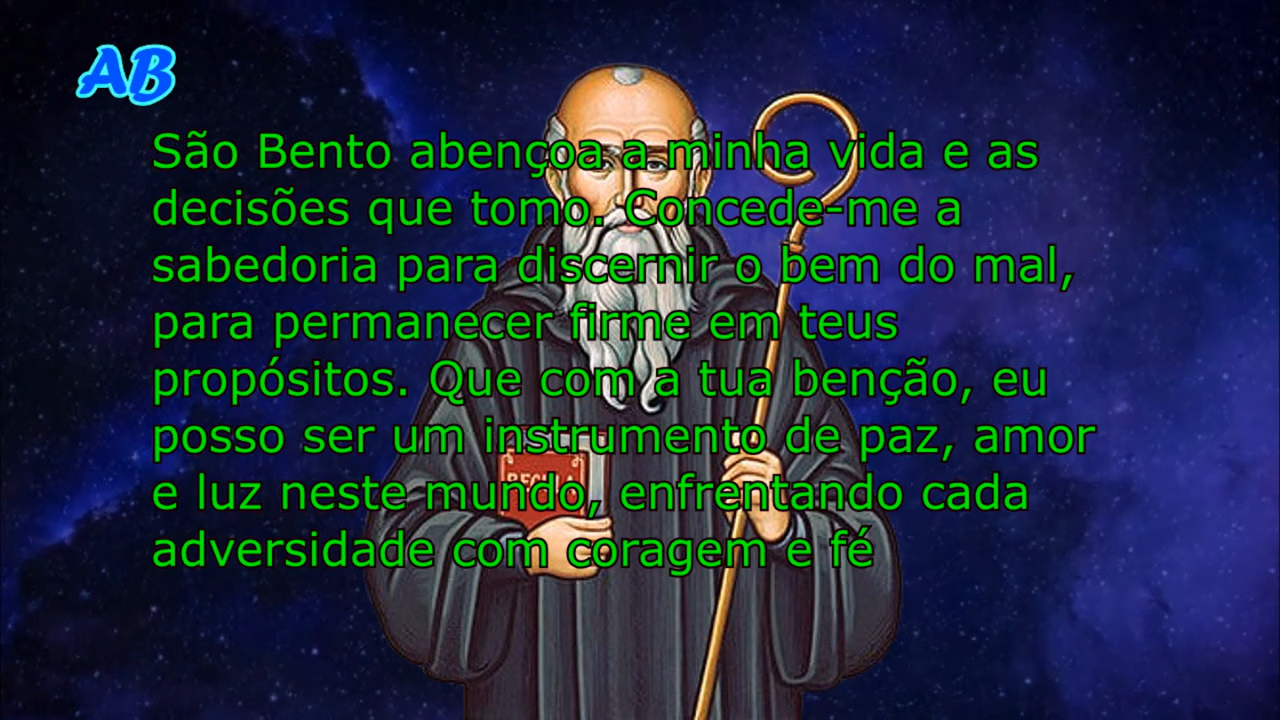 AB
São Bento abençoa a minha vida e as
decisões que tomo. Concede-me a
sabedoria para discernir o bem do mal,
para permanecer firme em teus
propósitos. Que com a tua benção, eu
posso ser um instrumento de paz, amor
e luz neste mundo, enfrentando cada
adversidade com coragem e fé